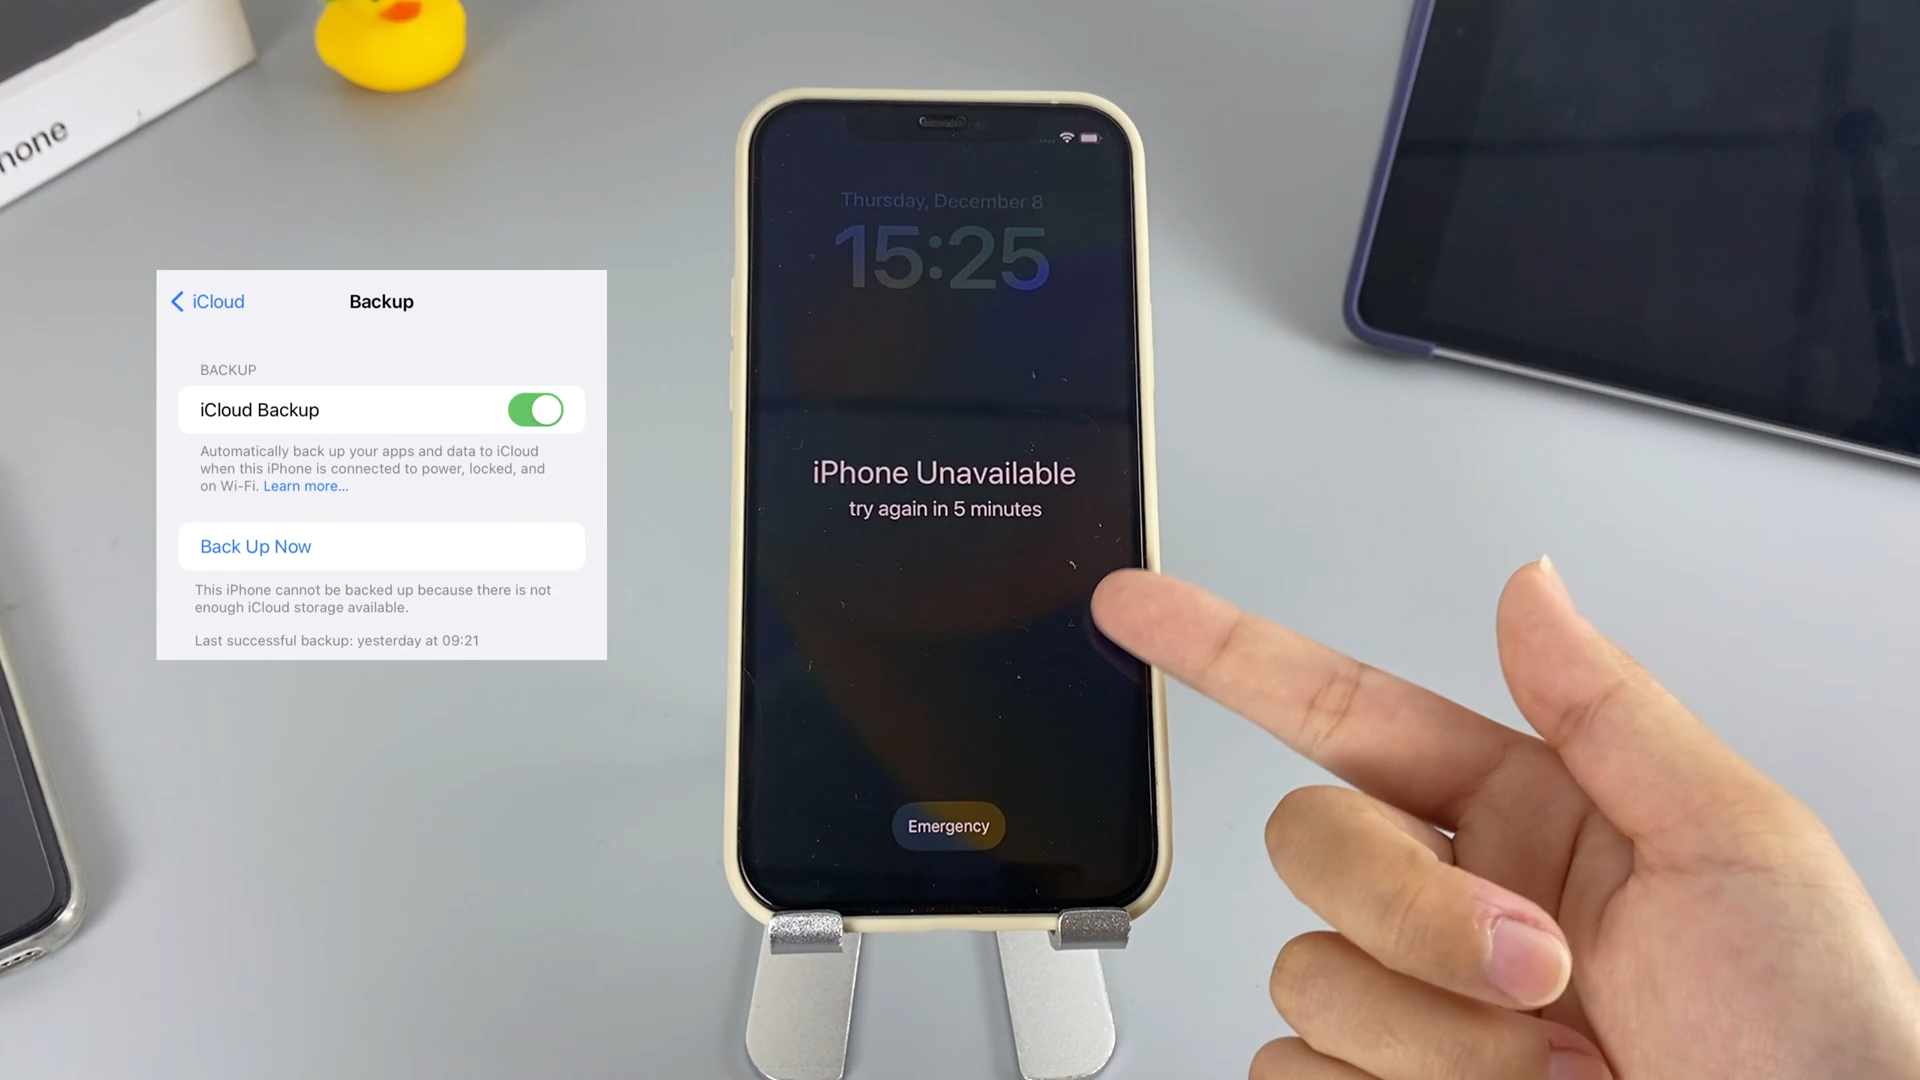 hone
iCloud
Backup
BACKUP
iCloud Backup
Automatically back up your apps and data to iCloud
when this iPhone is connected to power, locked, and
on Wi-Fi. Learn more...
Back Up Now
This iPhone cannot be backed up because there is not
enough iCloud storage available.
Last successful backup: yesterday at 09:21
Thursday, December 8
15:25
iPhone Unavailable
try again in 5 minutes
Emergency